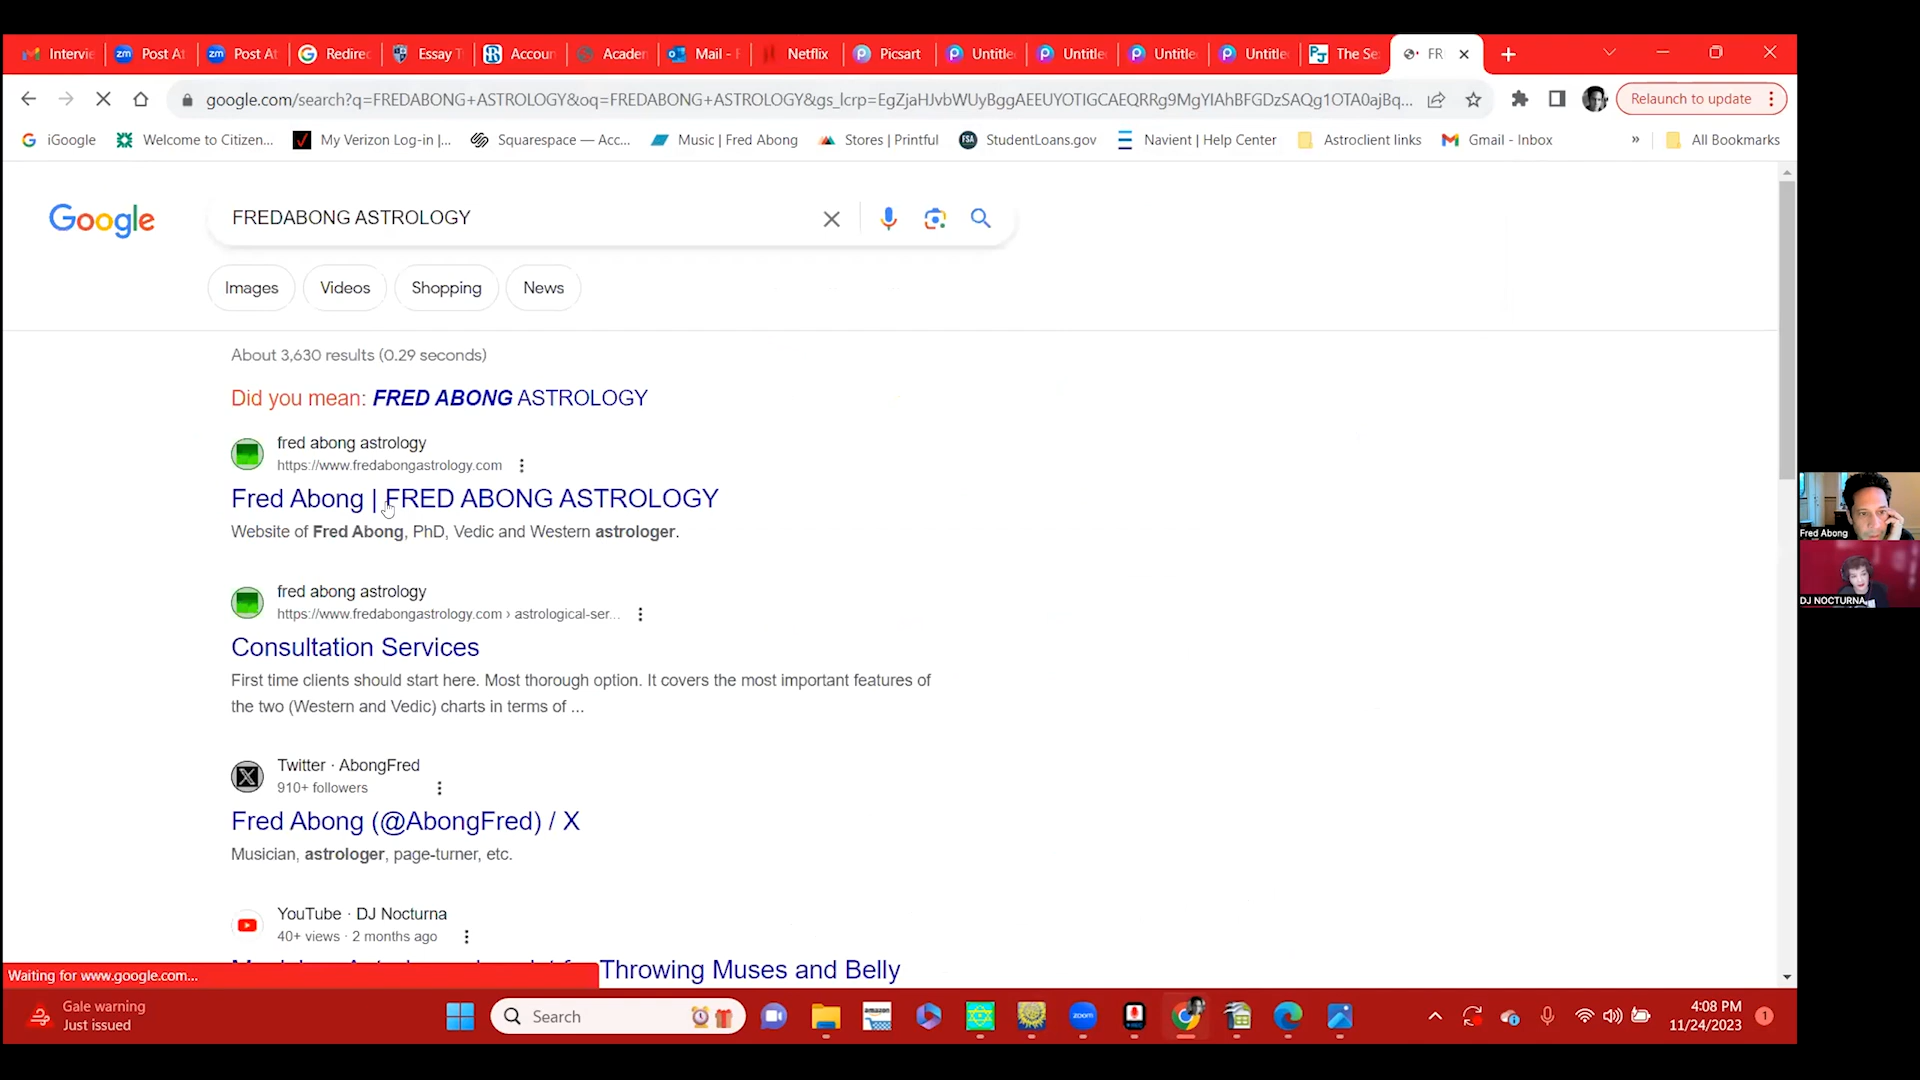 Intervie
Post At
Post At
Redirec
Essay T
Accoun
Academ
Mail - F
Netflix
Picsart
Untitle
Untitle
Untitle
Untitle
The Se
FR
google.com/search?q=FREDABONG+ASTROLOGY&oq=FREDABONG+ASTROLOGY&gs_lcrp=EgZjaHJvbWUyBggAEEUYOTIGCAEQRRg9MgYIAhBFGDzSAQg1OTA0ajBq...
Relaunch to update
iGoogle
Welcome to Citizen...
My Verizon Log-in |...
Squarespace — Acc...
Music | Fred Abong
Stores | Printful
FSA
StudentLoans.gov
Navient | Help Center
Astroclient links
Gmail - Inbox
»
All Bookmarks
Google
FREDABONG ASTROLOGY
Images
Videos
Shopping
News
About 3,630 results (0.29 seconds)
Did you mean: FRED ABONG ASTROLOGY
fred abong astrology
https://www.fredabongastrology.com
Fred Abong | FRED ABONG ASTROLOGY
Website of Fred Abong, PhD, Vedic and Western astrologer.
fred abong astrology
https://www.fredabongastrology.com › astrological-ser...
Consultation Services
First time clients should start here. Most thorough option. It covers the most important features of
the two (Western and Vedic) charts in terms of ...
Twitter · AbongFred
910+ followers
Fred Abong (@AbongFred) / X
Musician, astrologer, page-turner, etc.
YouTube · DJ Nocturna
40+ views · 2 months ago
Throwing Muses and Belly
Waiting for www.google.com...
Fred Abong
DJ NOCTURNA
Gale warning
Just issued
Search
amazon
zoom
4:08 PM
11/24/2023
1